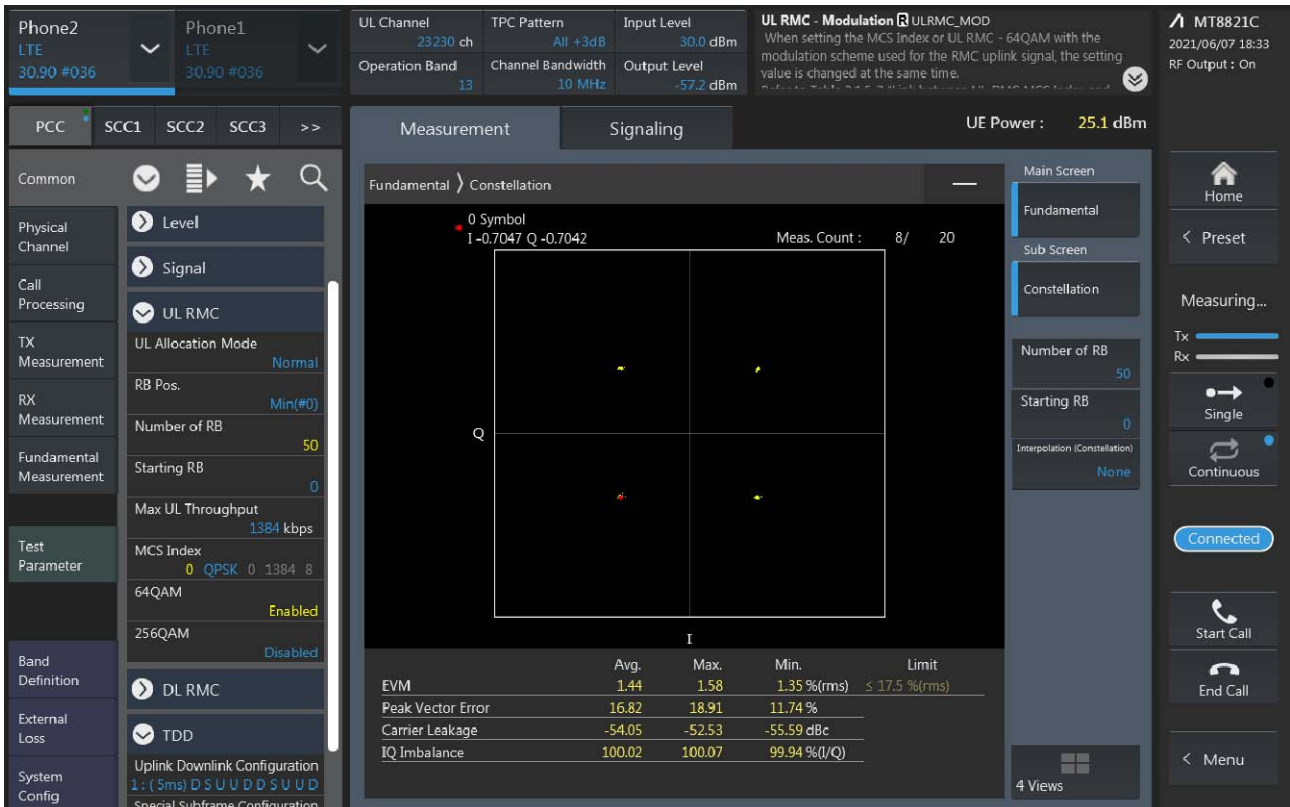 Phone2
LTE
30.90 #036
Phone1
LTE
30.90 #036
UL Channel
23230 ch
Operation Band
13
TPC Pattern
All +3dB
Channel Bandwidth
10 MHz
Input Level
30.0 dBm
Output Level
-57.2 dBm
UL RMC - Modulation R ULRMC_MOD
When setting the MCS Index or UL RMC - 64QAM with the
modulation scheme used for the RMC uplink signal, the setting
value is changed at the same time.
MT8821C
2021/06/07 18:33
RF Output : On
PCC SCC1 SCC2 SCC3 >>
Measurement
Signaling
UE Power : 25.1 dBm
Common
Physical
Channel
Call
Processing
TX
Measurement
RX
Measurement
Fundamental
Measurement
Test
Parameter
Band
Definition
External
Loss
System
Config
Level
Signal
UL RMC
UL Allocation Mode
Normal
RB Pos.
Min(#0)
Number of RB
50
Starting RB
0
Max UL Throughput
1384 kbps
MCS Index
0 QPSK 0 1384 8
64QAM
Enabled
256QAM
Disabled
DL RMC
TDD
Uplink Downlink Configuration
1 : ( 5ms) D S U U D D S U U D
Special Subframe Configuration
Fundamental > Constellation
0 Symbol
I -0.7047 Q -0.7042
Meas. Count : 8/ 20
Q
I
Avg. Max. Min. Limit
EVM 1.44 1.58 1.35 %(rms) ≤ 17.5 %(rms)
Peak Vector Error 16.82 18.91 11.74 %
Carrier Leakage -54.05 -52.53 -55.59 dBc
IQ Imbalance 100.02 100.07 99.94 %(I/Q)
Main Screen
Fundamental
Sub Screen
Constellation
Number of RB
50
Starting RB
0
Interpolation (Constellation)
None
4 Views
Home
< Preset
Measuring...
Tx
Rx
Single
Continuous
Connected
Start Call
End Call
< Menu